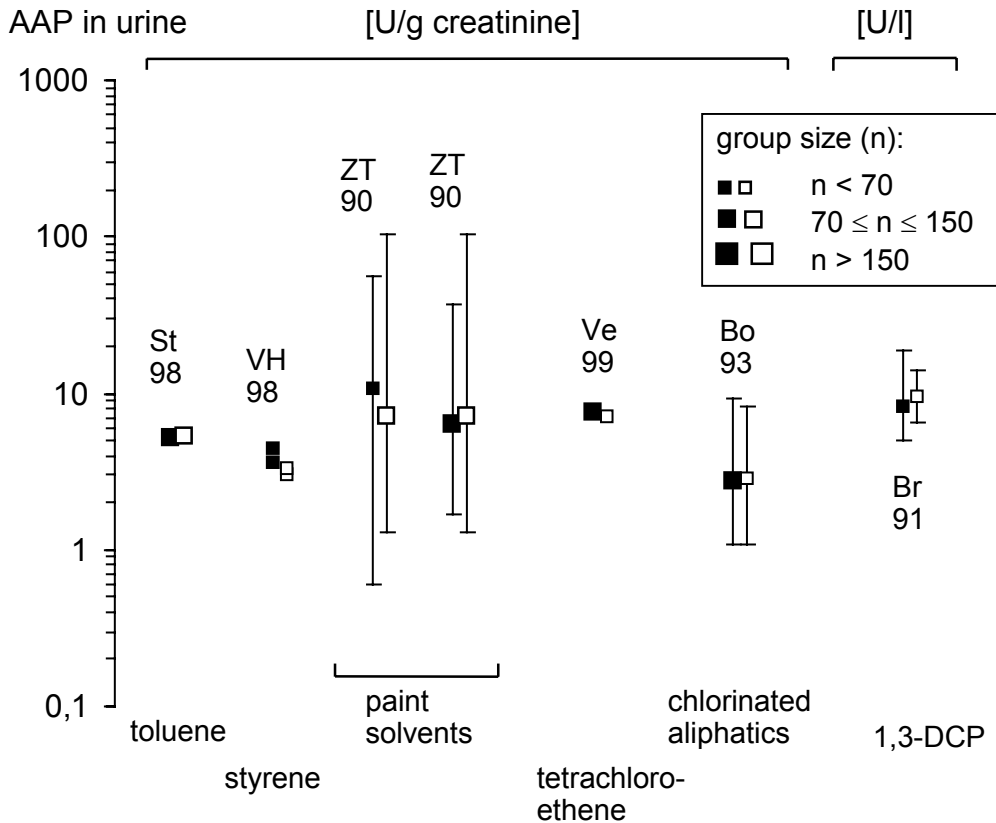 AAP in urine [U/g creatinine] [U/l]
1000
100
10
1
0,1
group size (n):
n < 70
70 ≤ n ≤ 150
n > 150
St
98
VH
98
ZT
90
ZT
90
Ve
99
Bo
93
Br
91
toluene
styrene
paint
solvents
tetrachloro-
ethene
chlorinated
aliphatics
1,3-DCP